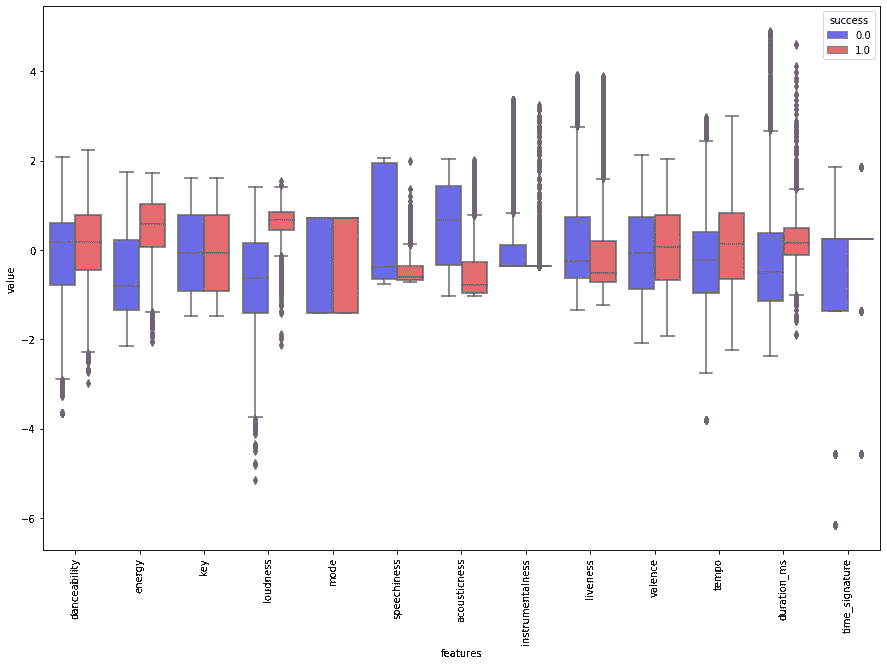 success
0.0
1.0
4
2
0
−2
−4
−6
value
danceability
energy
key
loudness
mode
speechiness
acousticness
instrumentalness
liveness
valence
tempo
duration_ms
time_signature
features